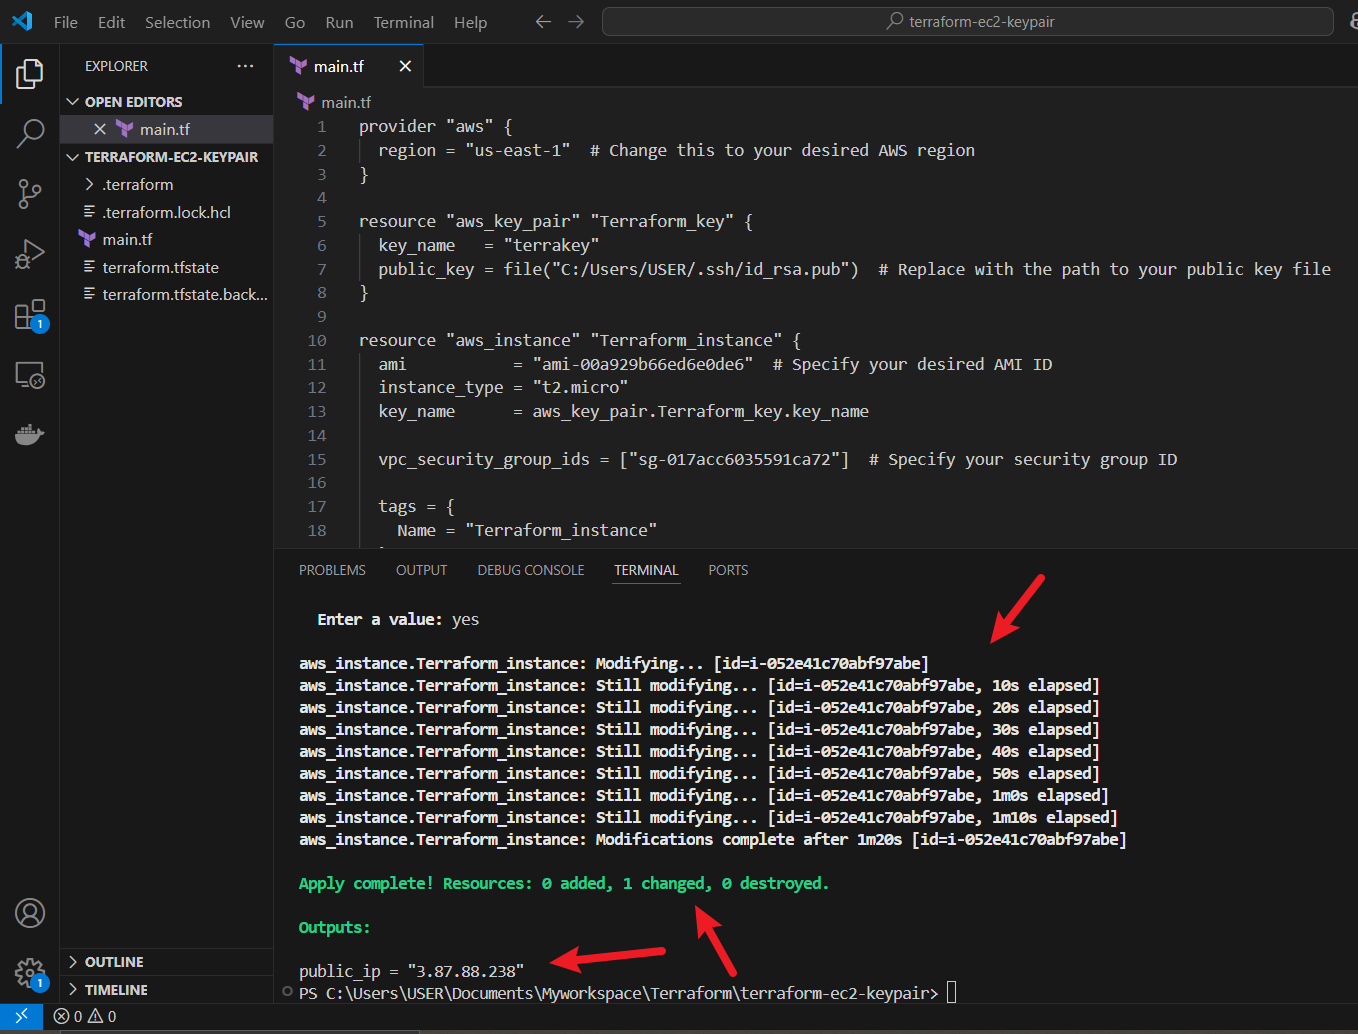 File Edit Selection View Go Run Terminal Help
terraform-ec2-keypair
EXPLORER
OPEN EDITORS
main.tf
TERRAFORM-EC2-KEYPAIR
.terraform
.terraform.lock.hcl
main.tf
terraform.tfstate
terraform.tfstate.back...
OUTLINE
TIMELINE
1
1
main.tf
main.tf
1 provider "aws" {
2 region = "us-east-1"  # Change this to your desired AWS region
3 }
4
5 resource "aws_key_pair" "Terraform_key" {
6 key_name   = "terrakey"
7 public_key = file("C:/Users/USER/.ssh/id_rsa.pub")  # Replace with the path to your public key file
8 }
9
10 resource "aws_instance" "Terraform_instance" {
11 ami           = "ami-00a929b66ed6e0de6"  # Specify your desired AMI ID
12 instance_type = "t2.micro"
13 key_name      = aws_key_pair.Terraform_key.key_name
14
15 vpc_security_group_ids = ["sg-017acc6035591ca72"]  # Specify your security group ID
16
17 tags = {
18 Name = "Terraform_instance"
PROBLEMS OUTPUT DEBUG CONSOLE TERMINAL PORTS
Enter a value: yes
aws_instance.Terraform_instance: Modifying... [id=i-052e41c70abf97abe]
aws_instance.Terraform_instance: Still modifying... [id=i-052e41c70abf97abe, 10s elapsed]
aws_instance.Terraform_instance: Still modifying... [id=i-052e41c70abf97abe, 20s elapsed]
aws_instance.Terraform_instance: Still modifying... [id=i-052e41c70abf97abe, 30s elapsed]
aws_instance.Terraform_instance: Still modifying... [id=i-052e41c70abf97abe, 40s elapsed]
aws_instance.Terraform_instance: Still modifying... [id=i-052e41c70abf97abe, 50s elapsed]
aws_instance.Terraform_instance: Still modifying... [id=i-052e41c70abf97abe, 1m0s elapsed]
aws_instance.Terraform_instance: Still modifying... [id=i-052e41c70abf97abe, 1m10s elapsed]
aws_instance.Terraform_instance: Modifications complete after 1m20s [id=i-052e41c70abf97abe]
Apply complete! Resources: 0 added, 1 changed, 0 destroyed.
Outputs:
public_ip = "3.87.88.238"
PS C:\Users\USER\Documents\Myworkspace\Terraform\terraform-ec2-keypair>
0 0